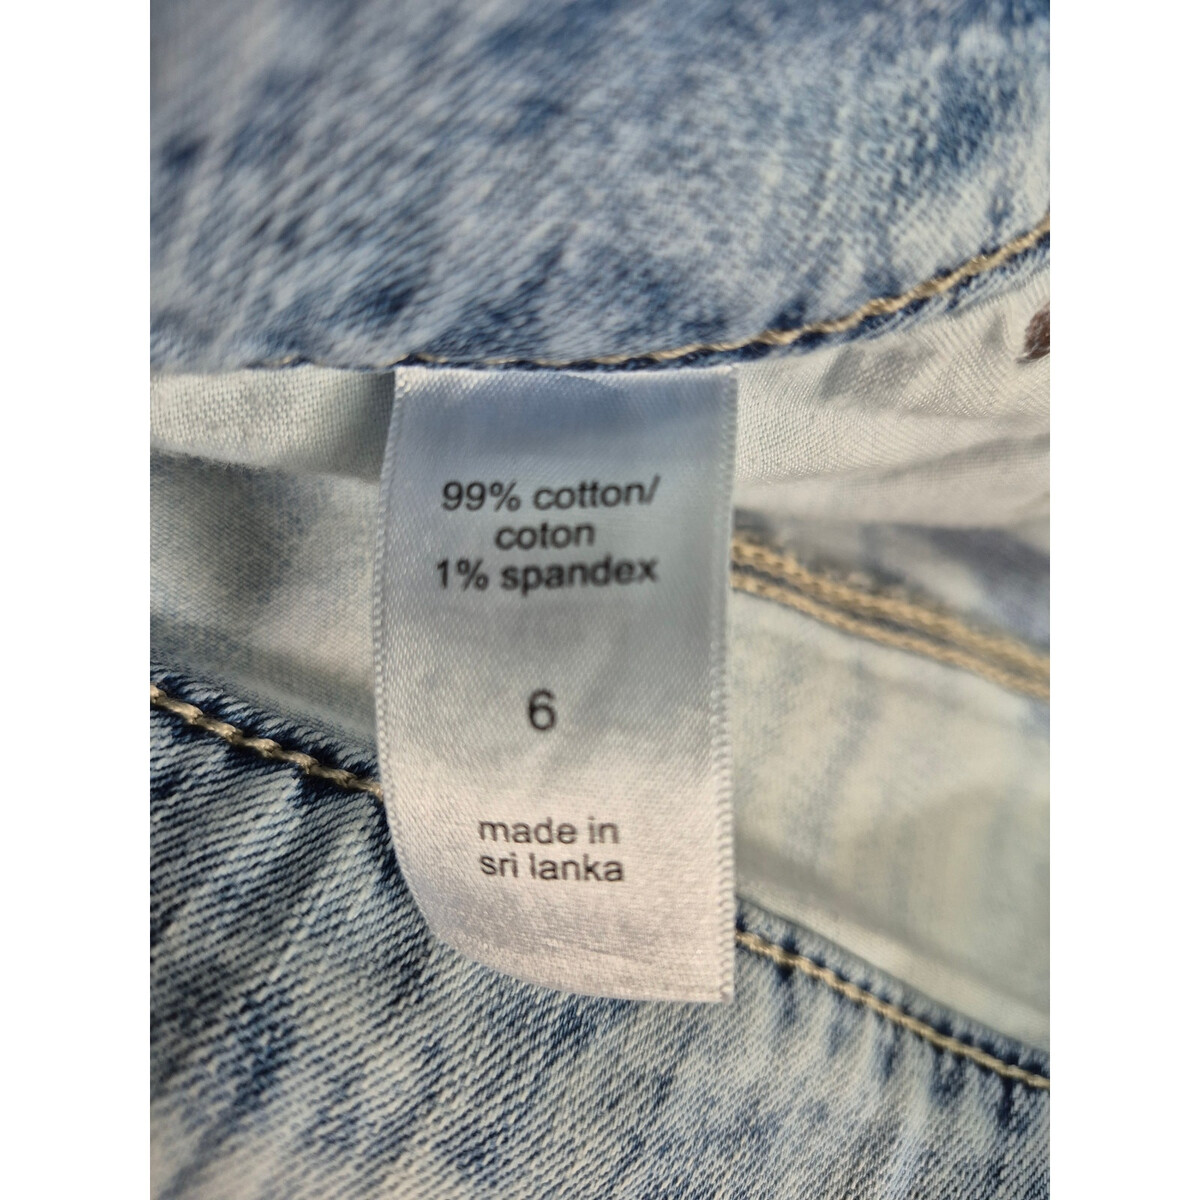 99% cotton/
coton
1% spandex
6
made in
sri lanka